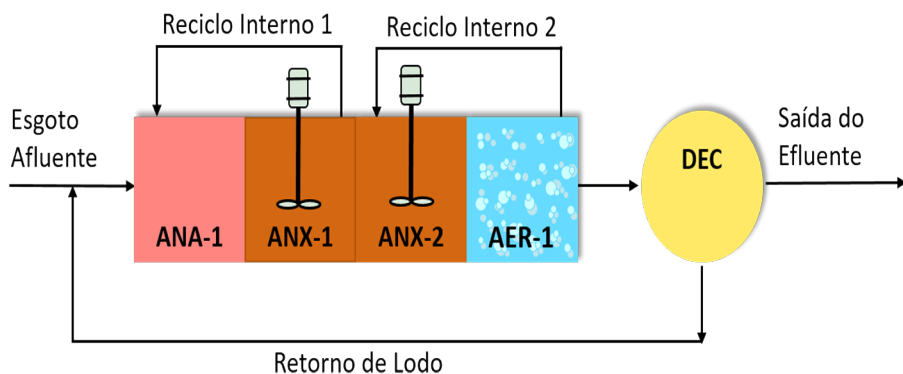 Reciclo Interno 1
Reciclo Interno 2
Esgoto
Afluente
Saída do
Efluente
DEC
ANA-1
ANX-1
ANX-2
AER-1
Retorno de Lodo